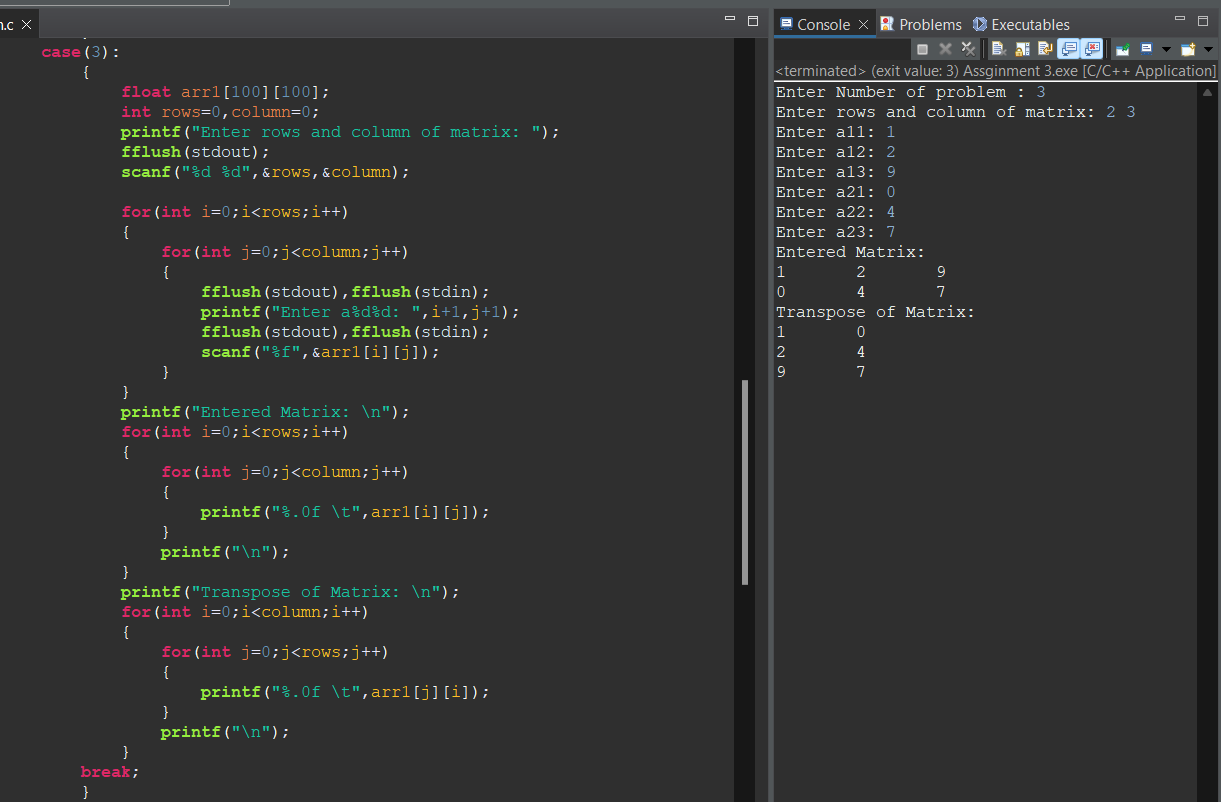 n.c
case(3):
{
float arr1[100][100];
int rows=0,column=0;
printf("Enter rows and column of matrix: ");
fflush(stdout);
scanf("%d %d",&rows,&column);
for(int i=0;i<rows;i++)
{
for(int j=0;j<column;j++)
{
fflush(stdout),fflush(stdin);
printf("Enter a%d%d: ",i+1,j+1);
fflush(stdout),fflush(stdin);
scanf("%f",&arr1[i][j]);
}
}
printf("Entered Matrix: \n");
for(int i=0;i<rows;i++)
{
for(int j=0;j<column;j++)
{
printf("%.0f \t",arr1[i][j]);
}
printf("\n");
}
printf("Transpose of Matrix: \n");
for(int i=0;i<column;i++)
{
for(int j=0;j<rows;j++)
{
printf("%.0f \t",arr1[j][i]);
}
printf("\n");
}
break;
}
Console Problems Executables
<terminated> (exit value: 3) Assginment 3.exe [C/C++ Application]
Enter Number of problem : 3
Enter rows and column of matrix: 2 3
Enter a11: 1
Enter a12: 2
Enter a13: 9
Enter a21: 0
Enter a22: 4
Enter a23: 7
Entered Matrix:
1 2 9
0 4 7
Transpose of Matrix:
1 0
2 4
9 7